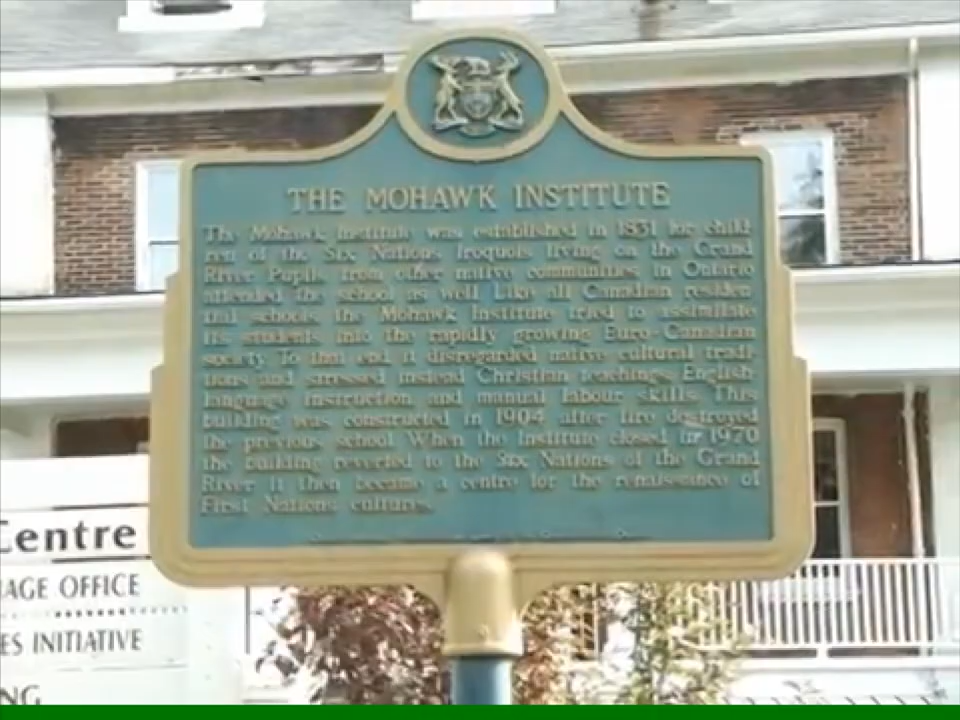 THE MOHAWK INSTITUTE
The Mohawk Institute was established in 1831 for child-
ren of the Six Nations Iroquois living on the Grand
River. Pupils from other native communities in Ontario
attended the school as well. Like all Canadian residen-
tial schools, the Mohawk Institute tried to assimilate
its students into the rapidly growing Euro-Canadian
society. To that end, it disregarded native cultural tradi-
tions and stressed instead Christian teachings, English
language instruction and manual labour skills. This
building was constructed in 1904 after fire destroyed
the previous school. When the Institute closed in 1970
the building reverted to the Six Nations of the Grand
River. It then became a centre for the renaissance of
First Nations cultures.
Centre
AGE OFFICE
ES INITIATIVE
NG